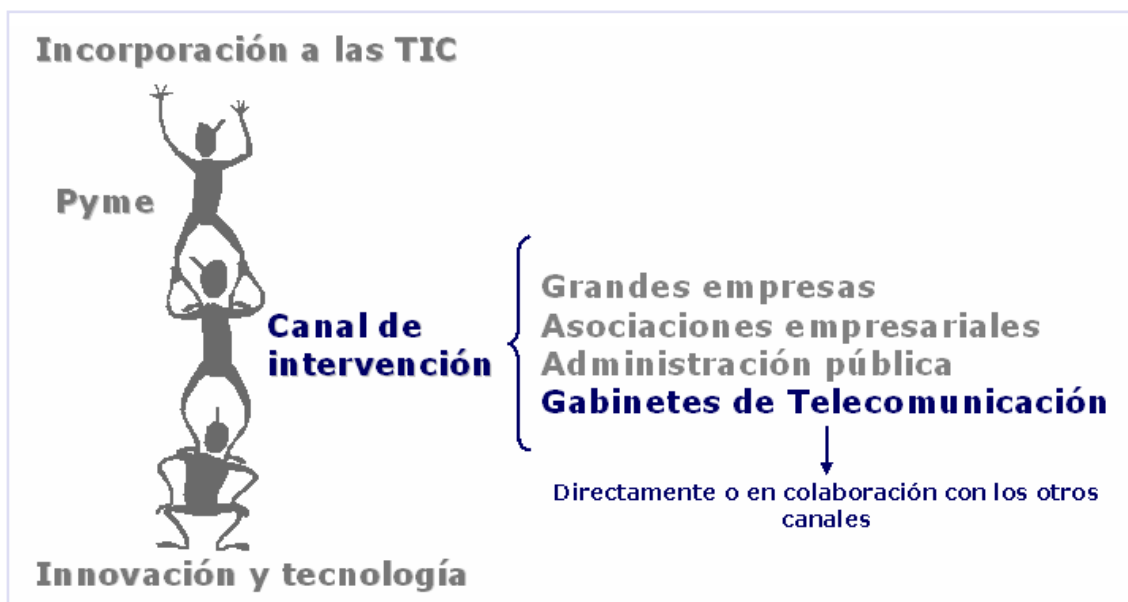 Incorporación a las TIC
Pyme
Canal de
intervención
Grandes empresas
Asociaciones empresariales
Administración pública
Gabinetes de Telecomunicación
Directamente o en colaboración con los otros
canales
Innovación y tecnología